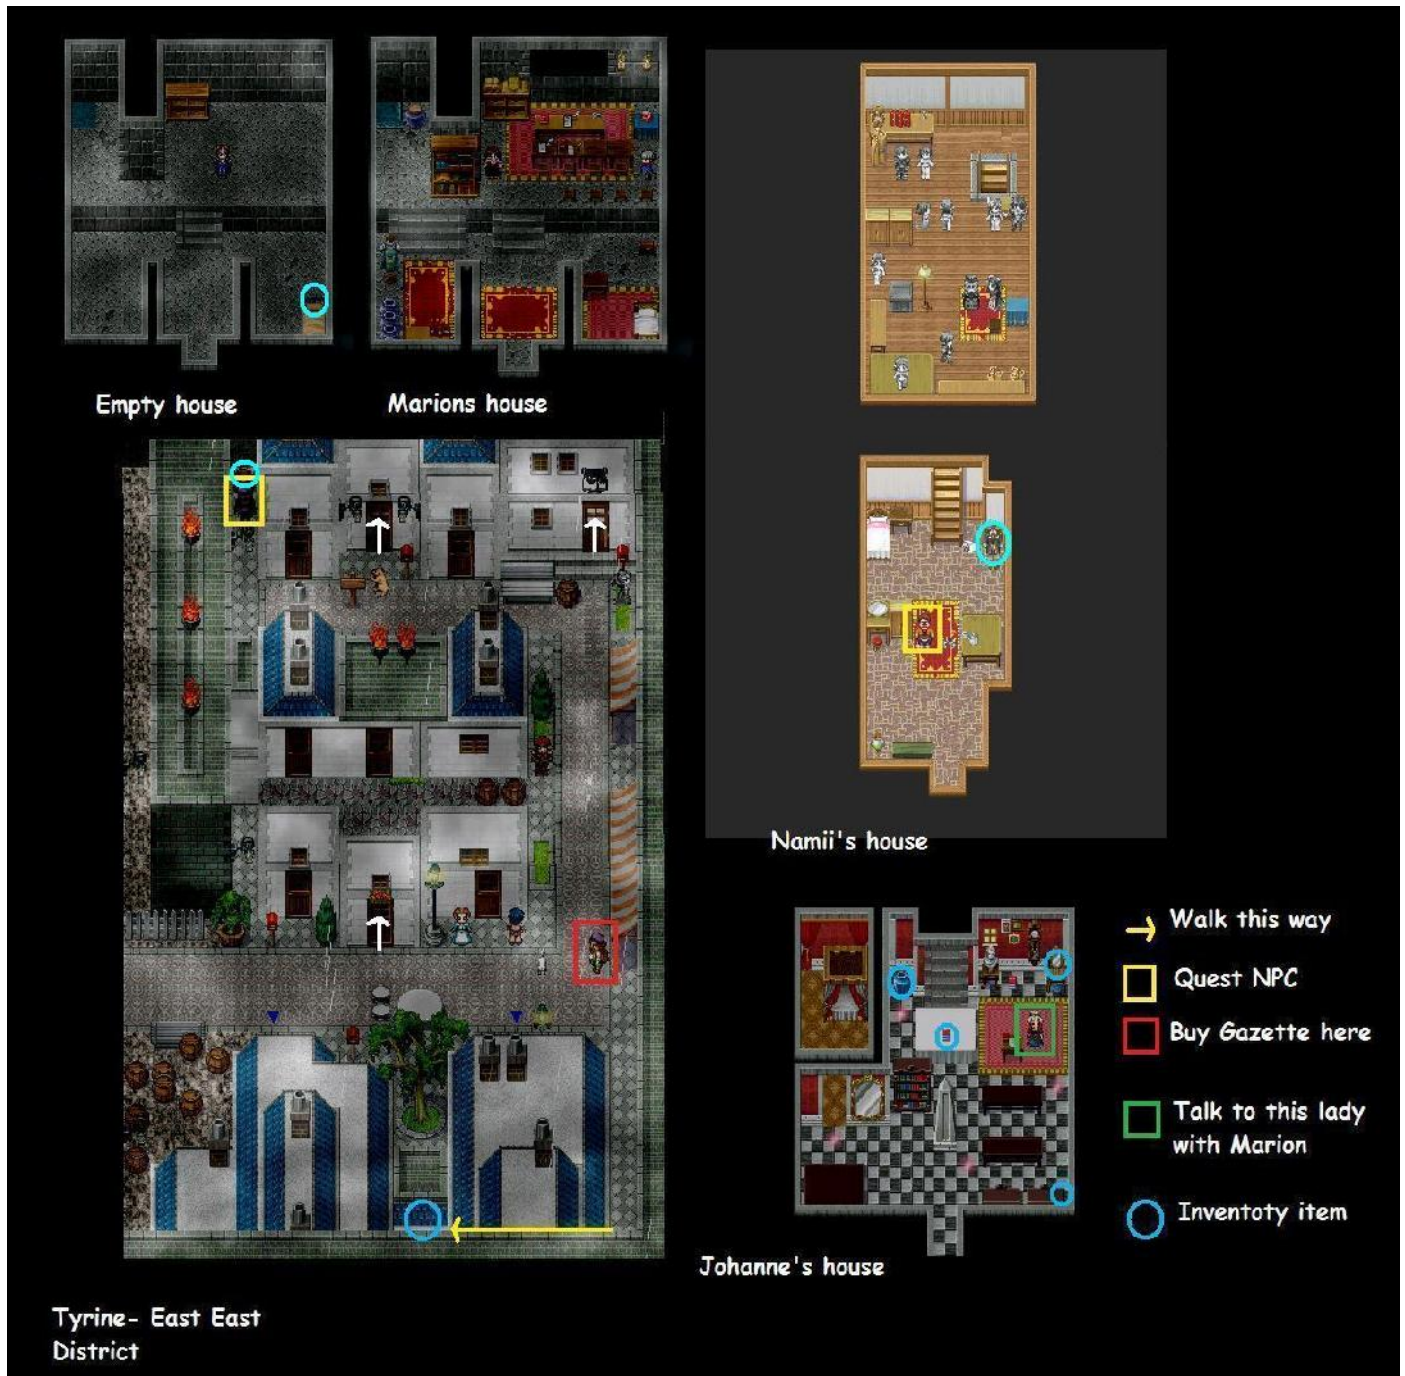 Empty house
Marions house
Namii's house
Walk this way
Quest NPC
Buy Gazette here
Talk to this lady
with Marion
Inventoty item
Johanne's house
Tyrine- East East
District